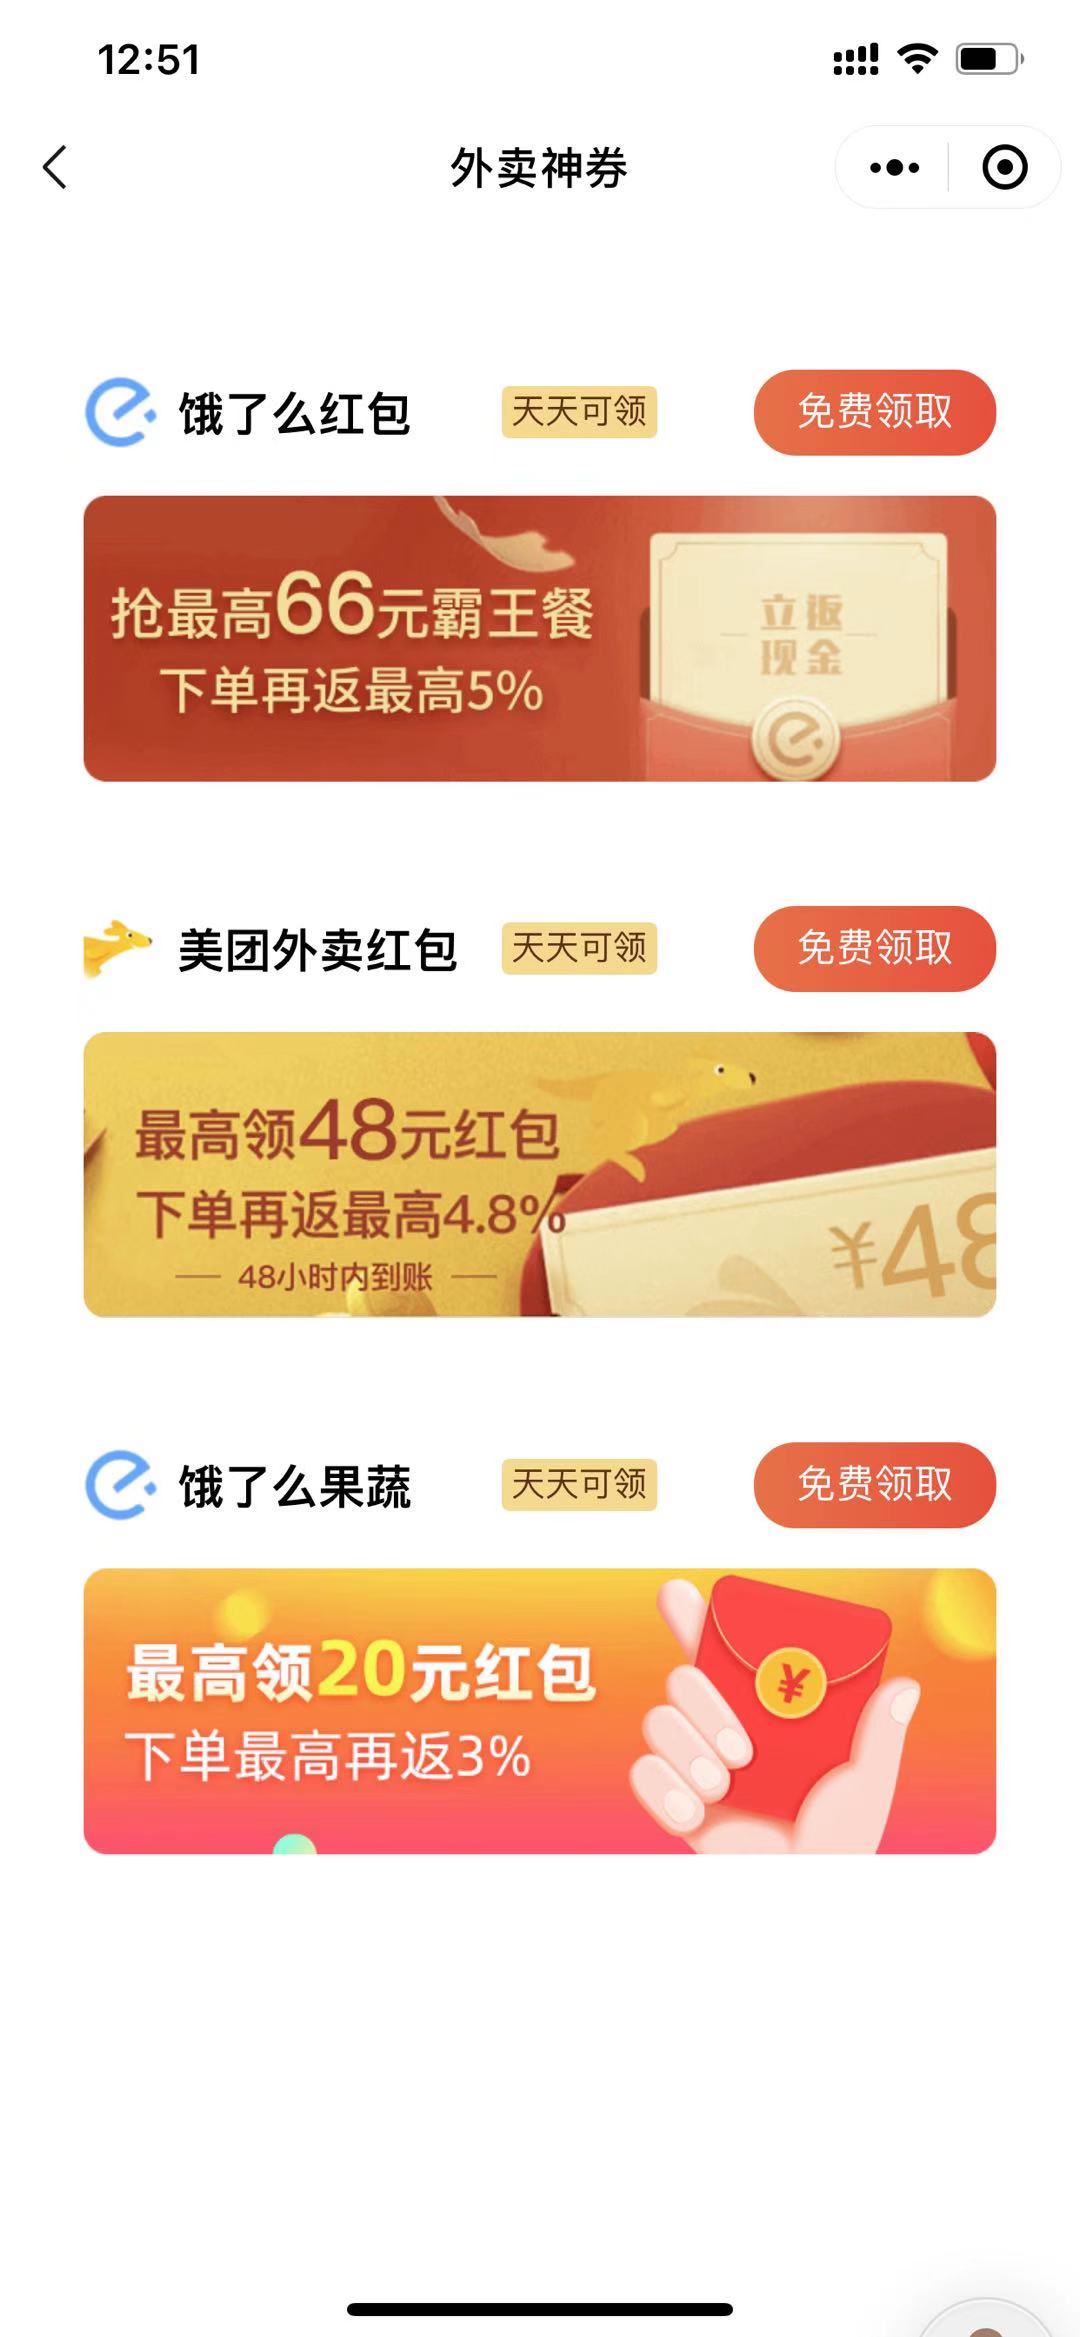 12:51
外卖神券
饿了么红包
天天可领
免费领取
抢最高66元霸王餐
下单再返最高5%
立返
现金
美团外卖红包
天天可领
免费领取
最高领48元红包
下单再返最高4.8%
48小时内到账
¥48
饿了么果蔬
天天可领
免费领取
最高领20元红包
下单最高再返3%
¥